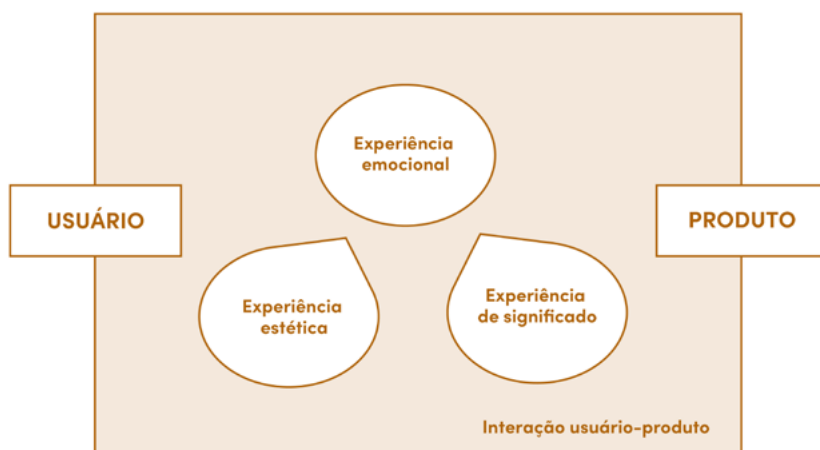 Experiência
emocional
USUÁRIO
PRODUTO
Experiência
estética
Experiência
de significado
Interação usuário-produto